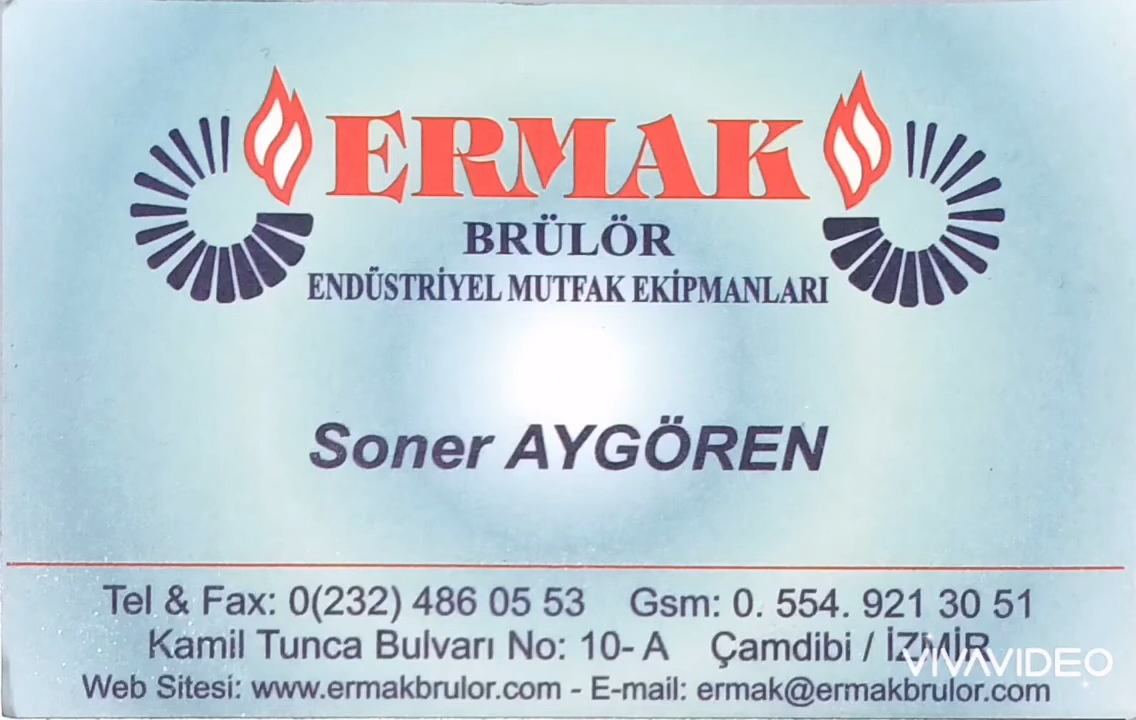 ERMAK
BRÜLÖR
ENDÜSTRİYEL MUTFAK EKİPMANLARI
Soner AYGÖREN
Tel & Fax: 0(232) 486 05 53 Gsm: 0. 554. 921 30 51
Kamil Tunca Bulvarı No: 10- A Çamdibi / İZMİR
VIVAVIDEO
Web Sitesi: www.ermakbrulor.com - E-mail: ermak@ermakbrulor.com